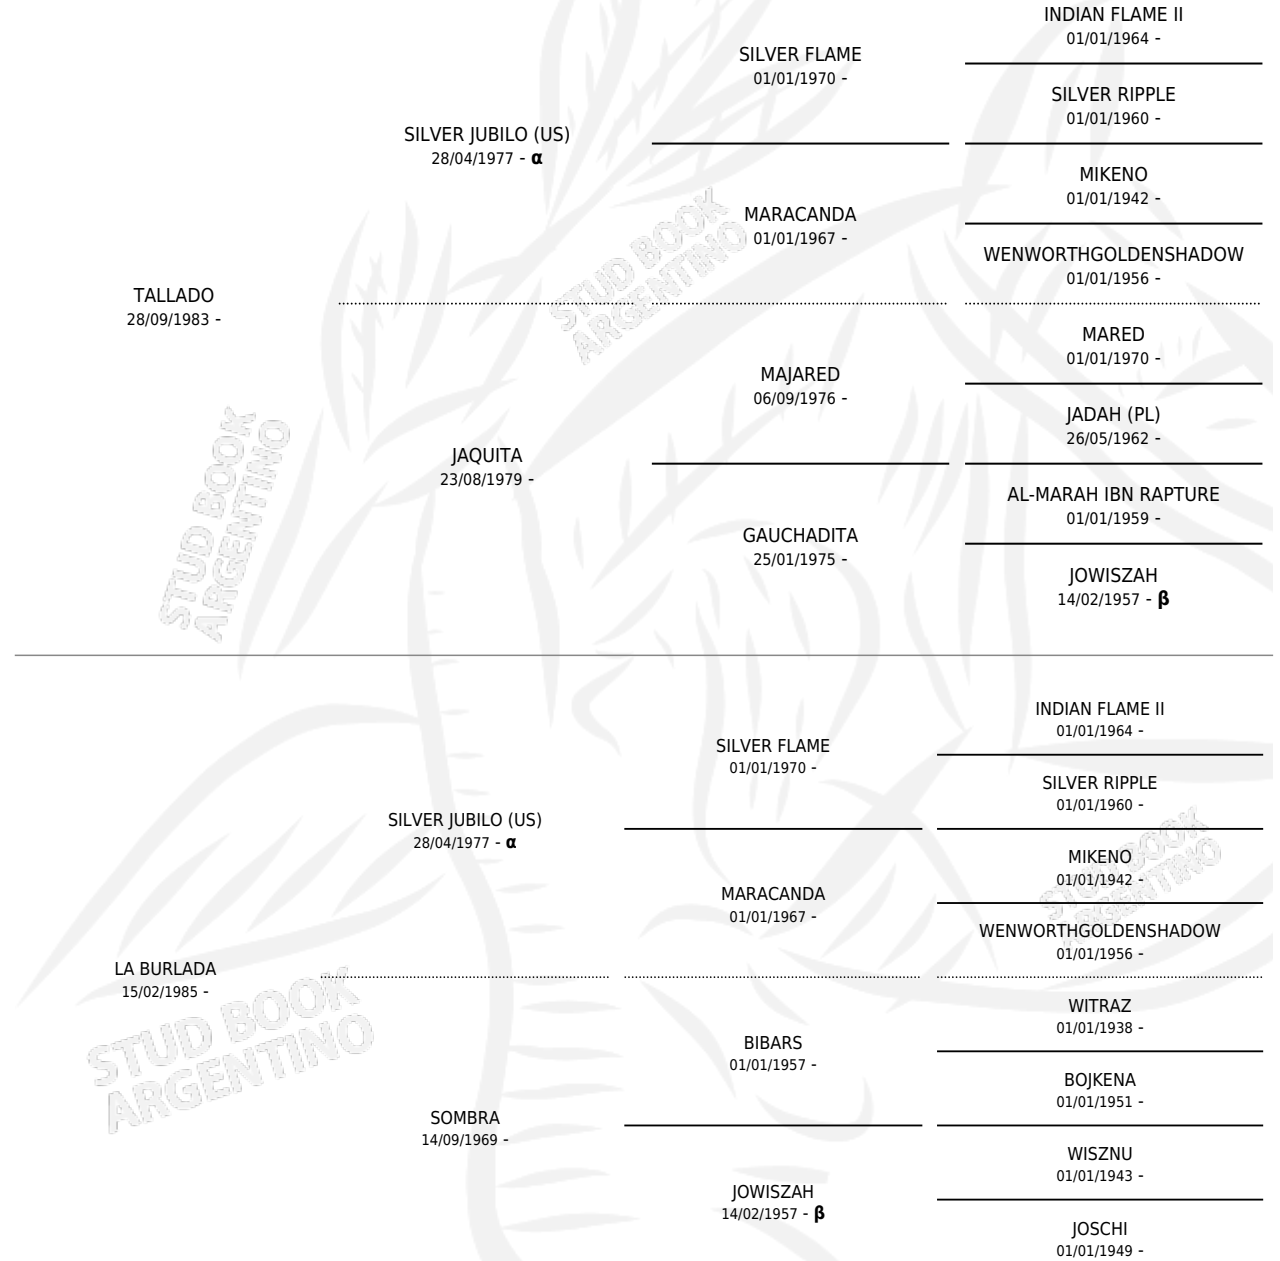 INDIAN FLAME II
01/01/1964 -
SILVER FLAME
01/01/1970 -
SILVER RIPPLE
01/01/1960 -
SILVER JUBILO (US)
28/04/1977 - α
MIKENO
01/01/1942 -
MARACANDA
01/01/1967 -
WENWORTHGOLDENSHADOW
01/01/1956 -
TALLADO
28/09/1983 -
MARED
01/01/1970 -
MAJARED
06/09/1976 -
JADAH (PL)
26/05/1962 -
JAQUITA
23/08/1979 -
AL-MARAH IBN RAPTURE
01/01/1959 -
GAUCHADITA
25/01/1975 -
JOWISZAH
14/02/1957 - β
STUD BOOK
ARGENTINO
STUD BOOK
ARGENTINO
INDIAN FLAME II
01/01/1964 -
SILVER FLAME
01/01/1970 -
SILVER RIPPLE
01/01/1960 -
SILVER JUBILO (US)
28/04/1977 - α
MIKENO
01/01/1942 -
MARACANDA
01/01/1967 -
WENWORTHGOLDENSHADOW
01/01/1956 -
LA BURLADA
15/02/1985 -
WITRAZ
01/01/1938 -
BIBARS
01/01/1957 -
BOJKENA
01/01/1951 -
SOMBRA
14/09/1969 -
WISZNU
01/01/1943 -
JOWISZAH
14/02/1957 - β
JOSCHI
01/01/1949 -
STUD BOOK
ARGENTINO
STUD BOOK
ARGENTINO